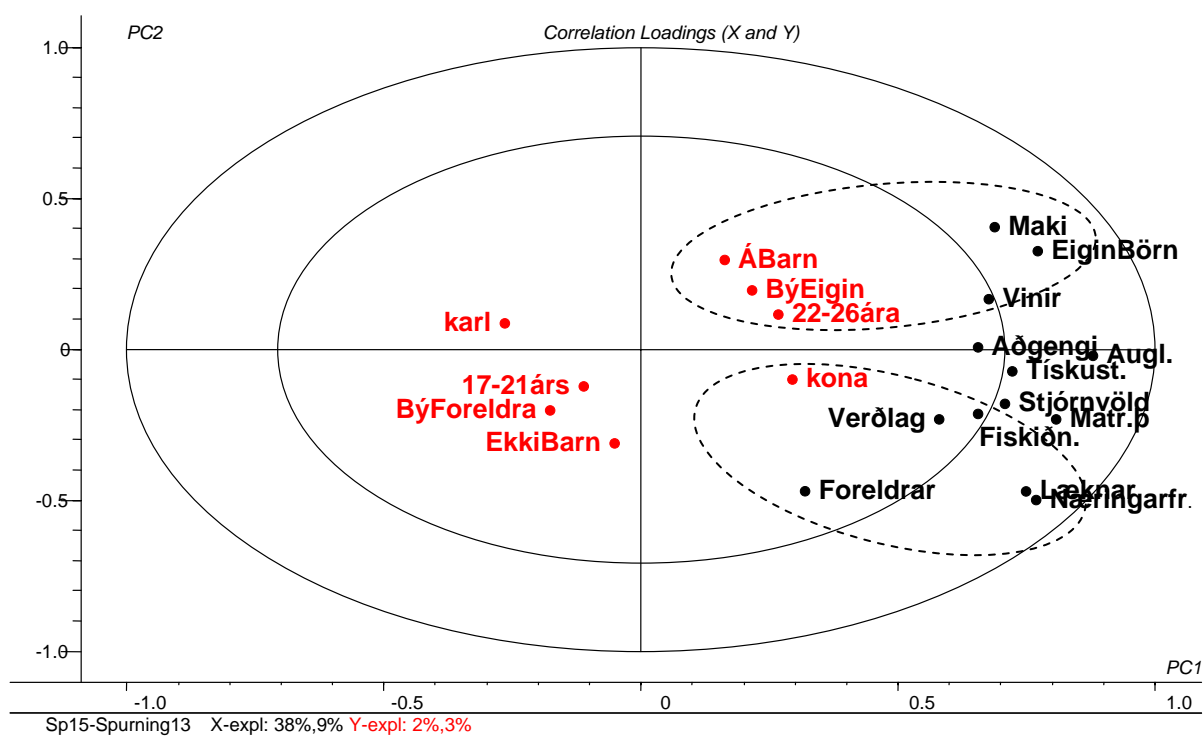 PC2 Correlation Loadings (X and Y)
1.0
Maki
0.5
EiginBörn
ÁBarn
BýEigin
Vinir
22-26ára
karl
Aðgengi
0
Augl.
Tískust.
17-21árs
kona
BýForeldra
Stjórnvöld
Verðlag
Matr.þ
Fiskiðn.
EkkiBarn
Foreldrar
Læknar
-0.5
Næringarfr.
-1.0
PC1
-1.0 -0.5 0 0.5 1.0
Sp15-Spurning13 X-expl: 38%,9% Y-expl: 2%,3%